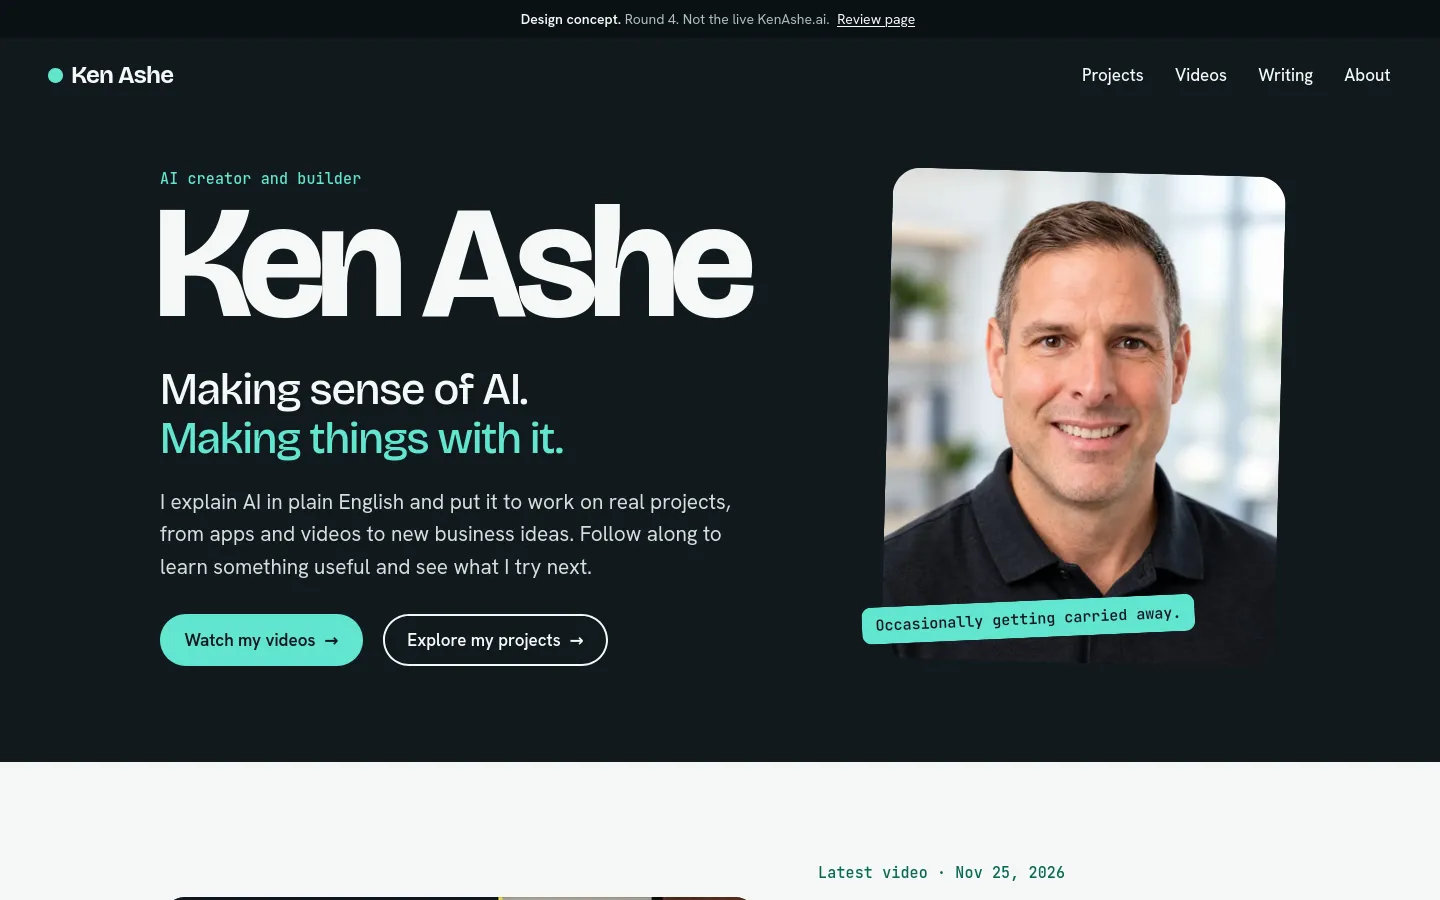 Design concept. Round 4. Not the live KenAshe.ai. Review page
Ken Ashe
Projects Videos Writing About
AI creator and builder
Ken Ashe
Making sense of AI.
Making things with it.
I explain AI in plain English and put it to work on real projects,
from apps and videos to new business ideas. Follow along to
learn something useful and see what I try next.
Watch my videos →
Explore my projects →
Occasionally getting carried away.
Latest video · Nov 25, 2026